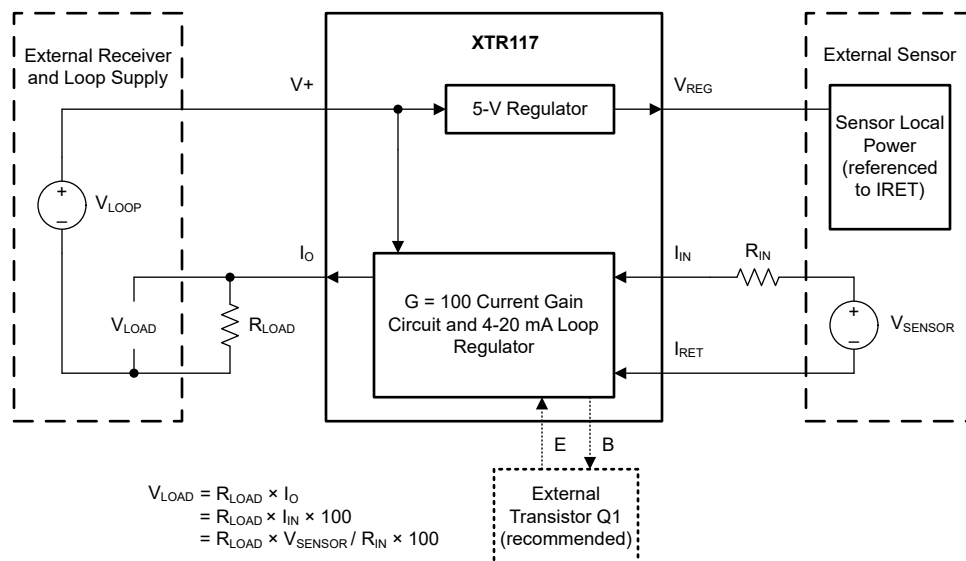 XTR117
External Receiver
and Loop Supply
External Sensor
V+
5-V Regulator
VREG
Sensor Local
Power
(referenced
to IRET)
+
VLOOP
–
IO
IIN
RIN
G = 100 Current Gain
Circuit and 4-20 mA Loop
Regulator
VLOAD
RLOAD
+
VSENSOR
–
IRET
E
B
External
Transistor Q1
(recommended)
VLOAD = RLOAD × IO
= RLOAD × IIN × 100
= RLOAD × VSENSOR / RIN × 100